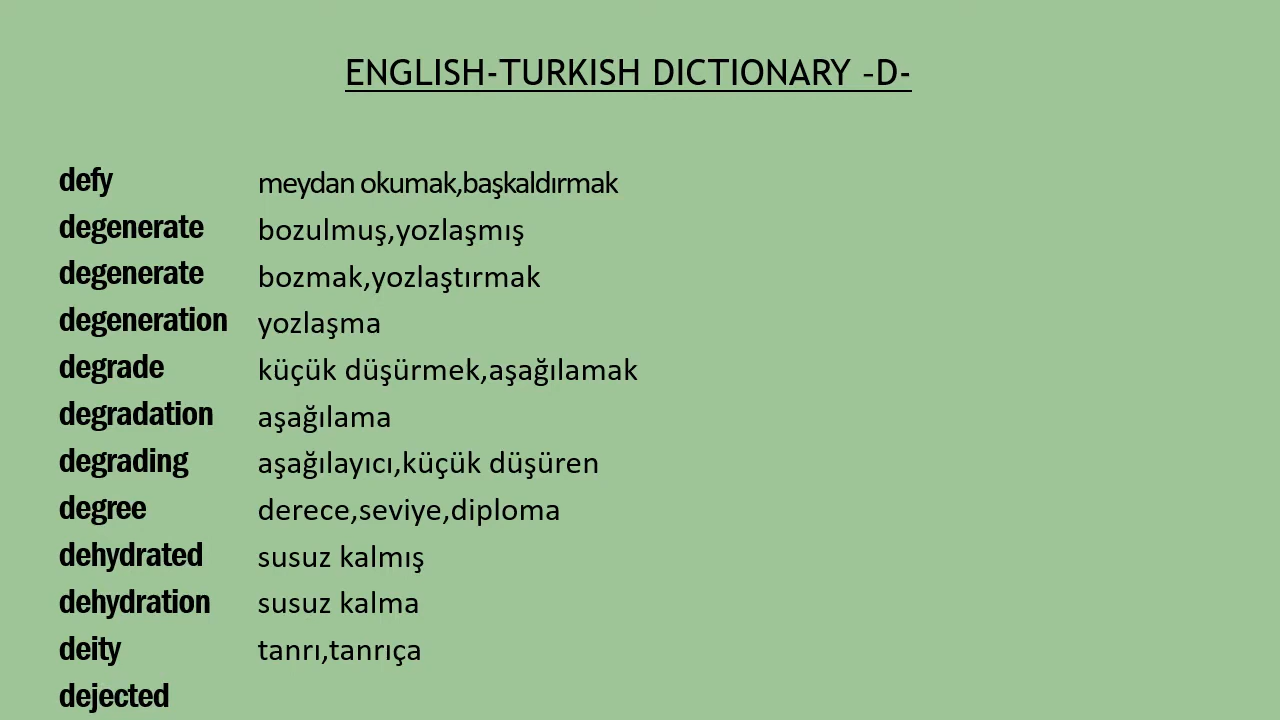 ENGLISH-TURKISH DICTIONARY –D-
defy meydan okumak,başkaldırmak
degenerate bozulmuş,yozlaşmış
degenerate bozmak,yozlaştırmak
degeneration yozlaşma
degrade küçük düşürmek,aşağılamak
degradation aşağılama
degrading aşağılayıcı,küçük düşüren
degree derece,seviye,diploma
dehydrated susuz kalmış
dehydration susuz kalma
deity tanrı,tanrıça
dejected